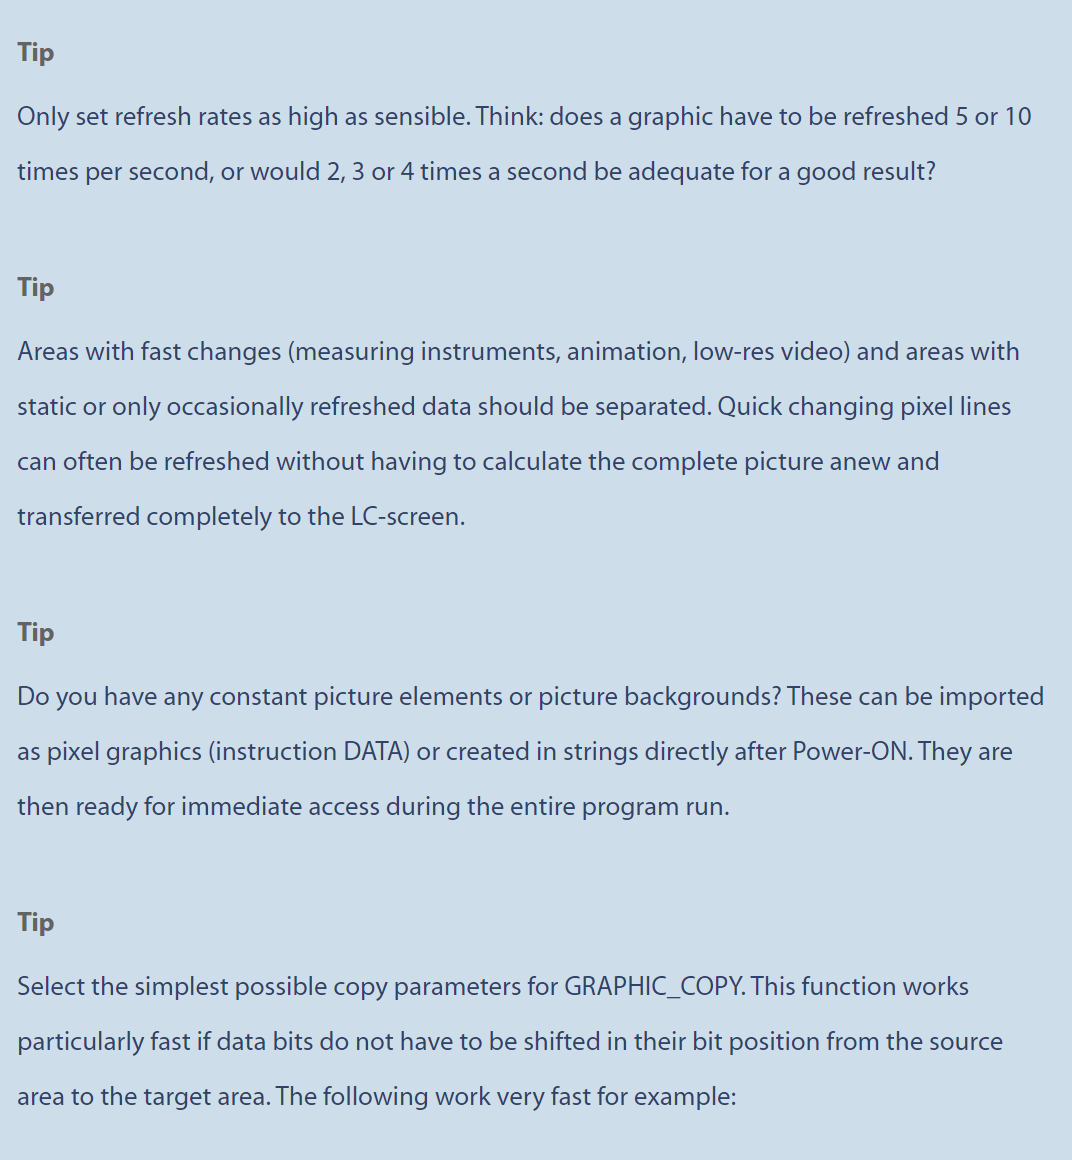 Tip
Only set refresh rates as high as sensible. Think: does a graphic have to be refreshed 5 or 10
times per second, or would 2, 3 or 4 times a second be adequate for a good result?
Tip
Areas with fast changes (measuring instruments, animation, low-res video) and areas with
static or only occasionally refreshed data should be separated. Quick changing pixel lines
can often be refreshed without having to calculate the complete picture anew and
transferred completely to the LC-screen.
Tip
Do you have any constant picture elements or picture backgrounds? These can be imported
as pixel graphics (instruction DATA) or created in strings directly after Power-ON. They are
then ready for immediate access during the entire program run.
Tip
Select the simplest possible copy parameters for GRAPHIC_COPY. This function works
particularly fast if data bits do not have to be shifted in their bit position from the source
area to the target area. The following work very fast for example: